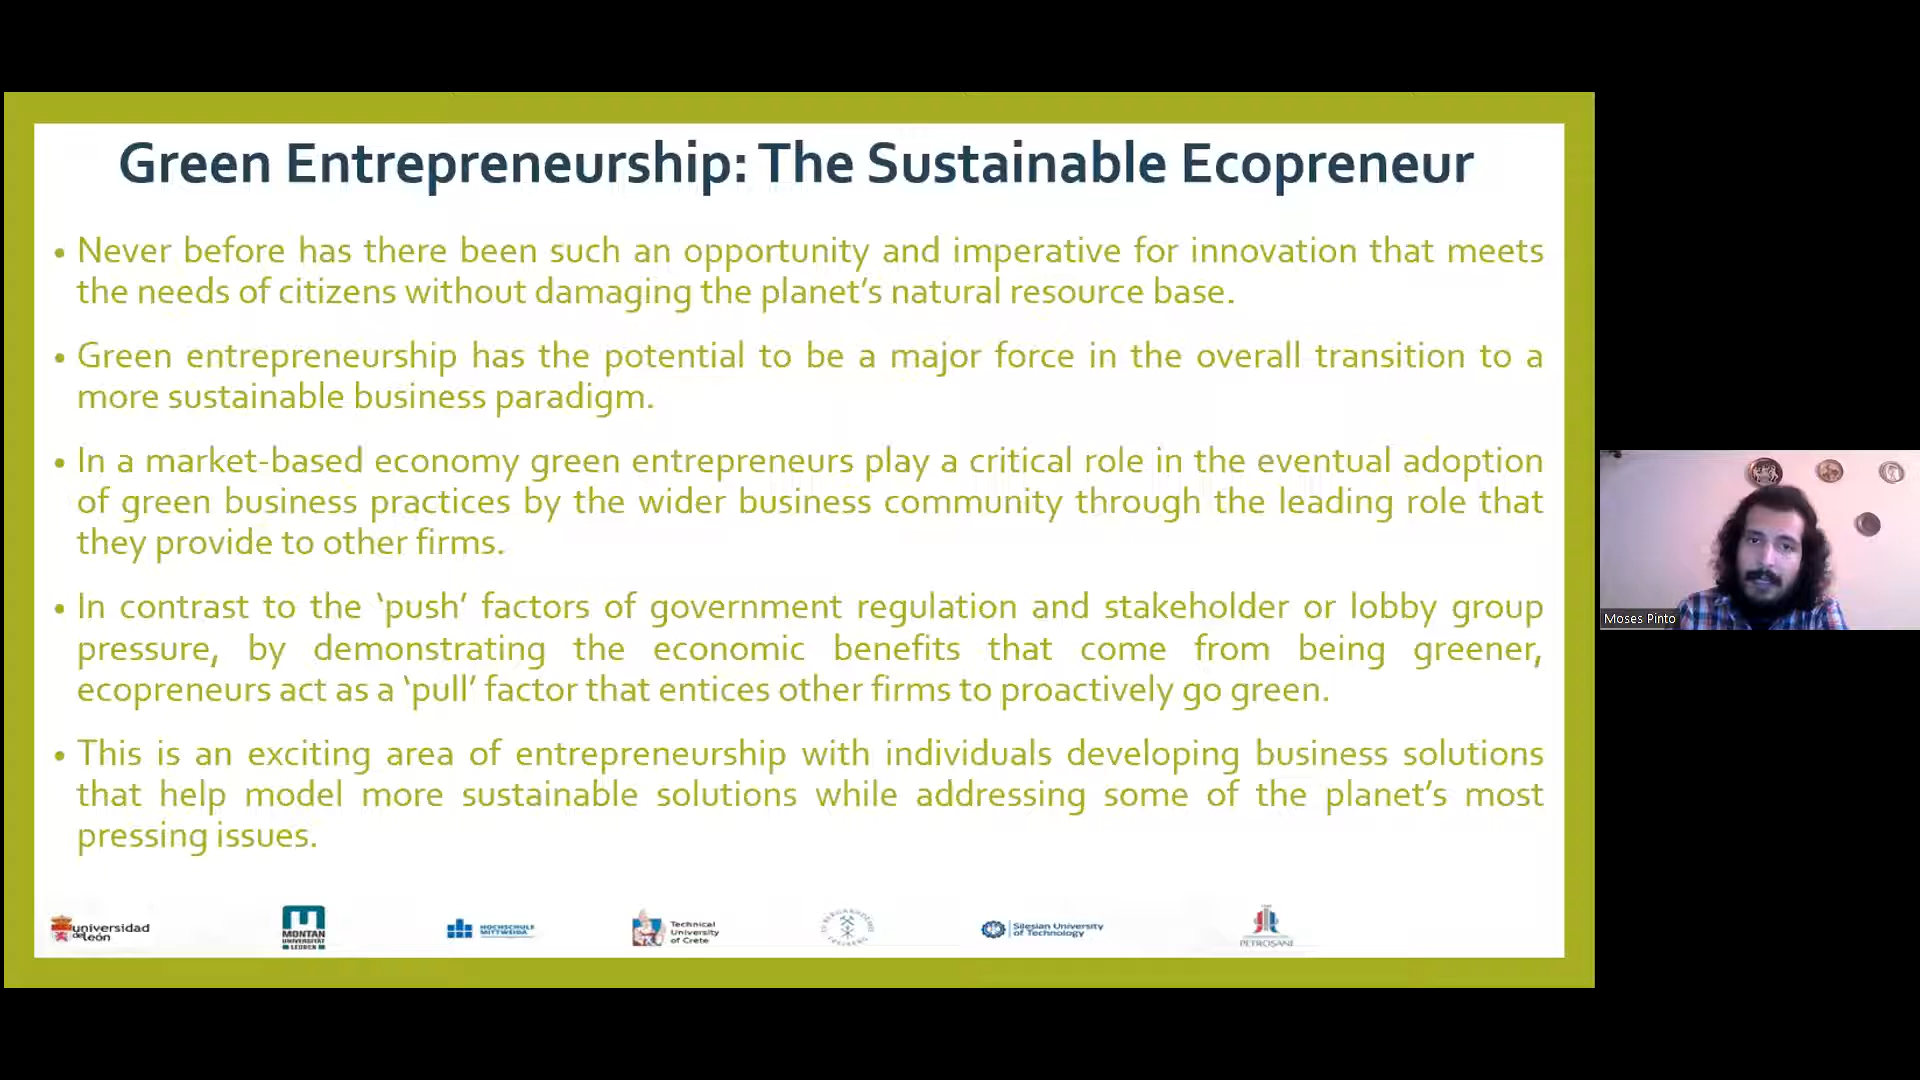 Green Entrepreneurship: The Sustainable Ecopreneur
• Never before has there been such an opportunity and imperative for innovation that meets
the needs of citizens without damaging the planet’s natural resource base.
• Green entrepreneurship has the potential to be a major force in the overall transition to a
more sustainable business paradigm.
• In a market-based economy green entrepreneurs play a critical role in the eventual adoption
of green business practices by the wider business community through the leading role that
they provide to other firms.
• In contrast to the ‘push’ factors of government regulation and stakeholder or lobby group
pressure, by demonstrating the economic benefits that come from being greener,
ecopreneurs act as a ‘pull’ factor that entices other firms to proactively go green.
• This is an exciting area of entrepreneurship with individuals developing business solutions
that help model more sustainable solutions while addressing some of the planet’s most
pressing issues.
Moses Pinto
universidad
de león
MONTAN
UNIVERSITÄT
LEOBEN
HOCHSCHULE
MITTWEIDA
Technical
University
of Crete
Silesian University
of Technology
PETROȘANI